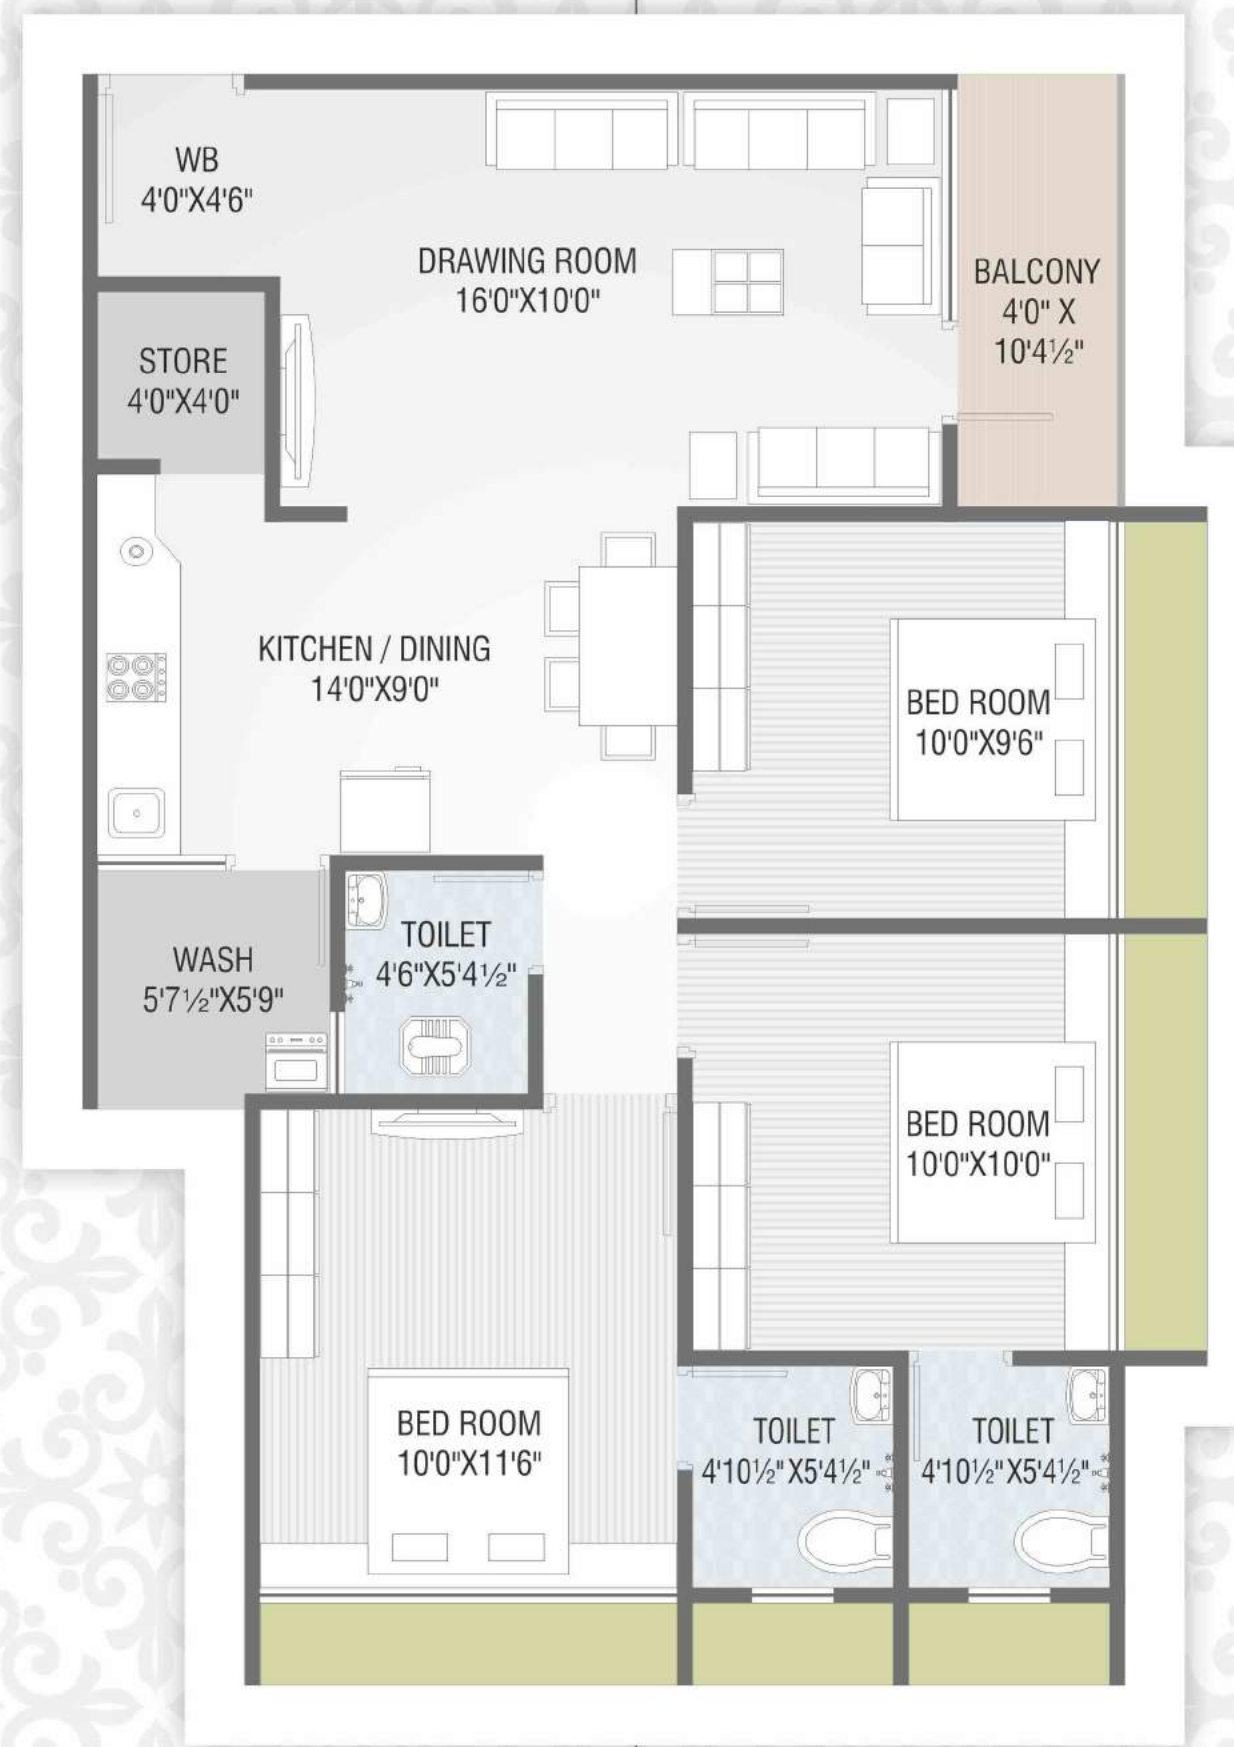 WB
4'0"X4'6"
DRAWING ROOM
16'0"X10'0"
BALCONY
4'0" X
10'4½"
STORE
4'0"X4'0"
KITCHEN / DINING
14'0"X9'0"
BED ROOM
10'0"X9'6"
WASH
5'7½"X5'9"
TOILET
4'6"X5'4½"
BED ROOM
10'0"X10'0"
BED ROOM
10'0"X11'6"
TOILET
4'10½"X5'4½"
TOILET
4'10½"X5'4½"